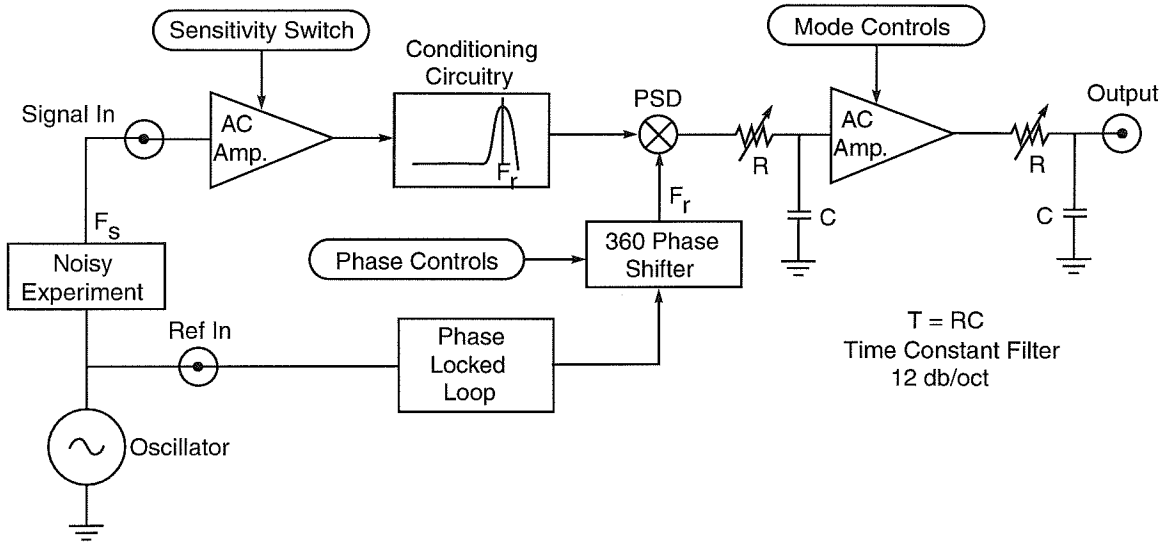 Sensitivity Switch
Mode Controls
Conditioning
Circuitry
Signal In
AC
Amp.
F_r
PSD
R
C
AC
Amp.
R
C
Output
F_s
F_r
Noisy
Experiment
Phase Controls
360 Phase
Shifter
Ref In
Phase
Locked
Loop
T = RC
Time Constant Filter
12 db/oct
Oscillator